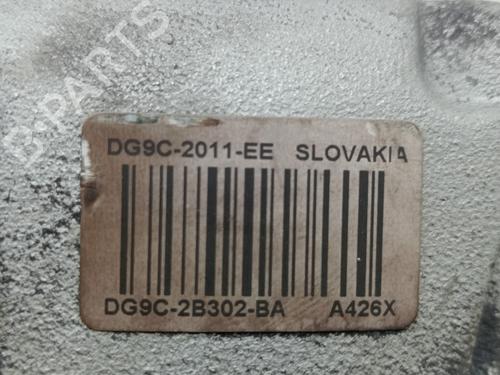 B-PARTS
DG9C-2011-EE SLOVAKIA
DG9C-2B302-BA A426X